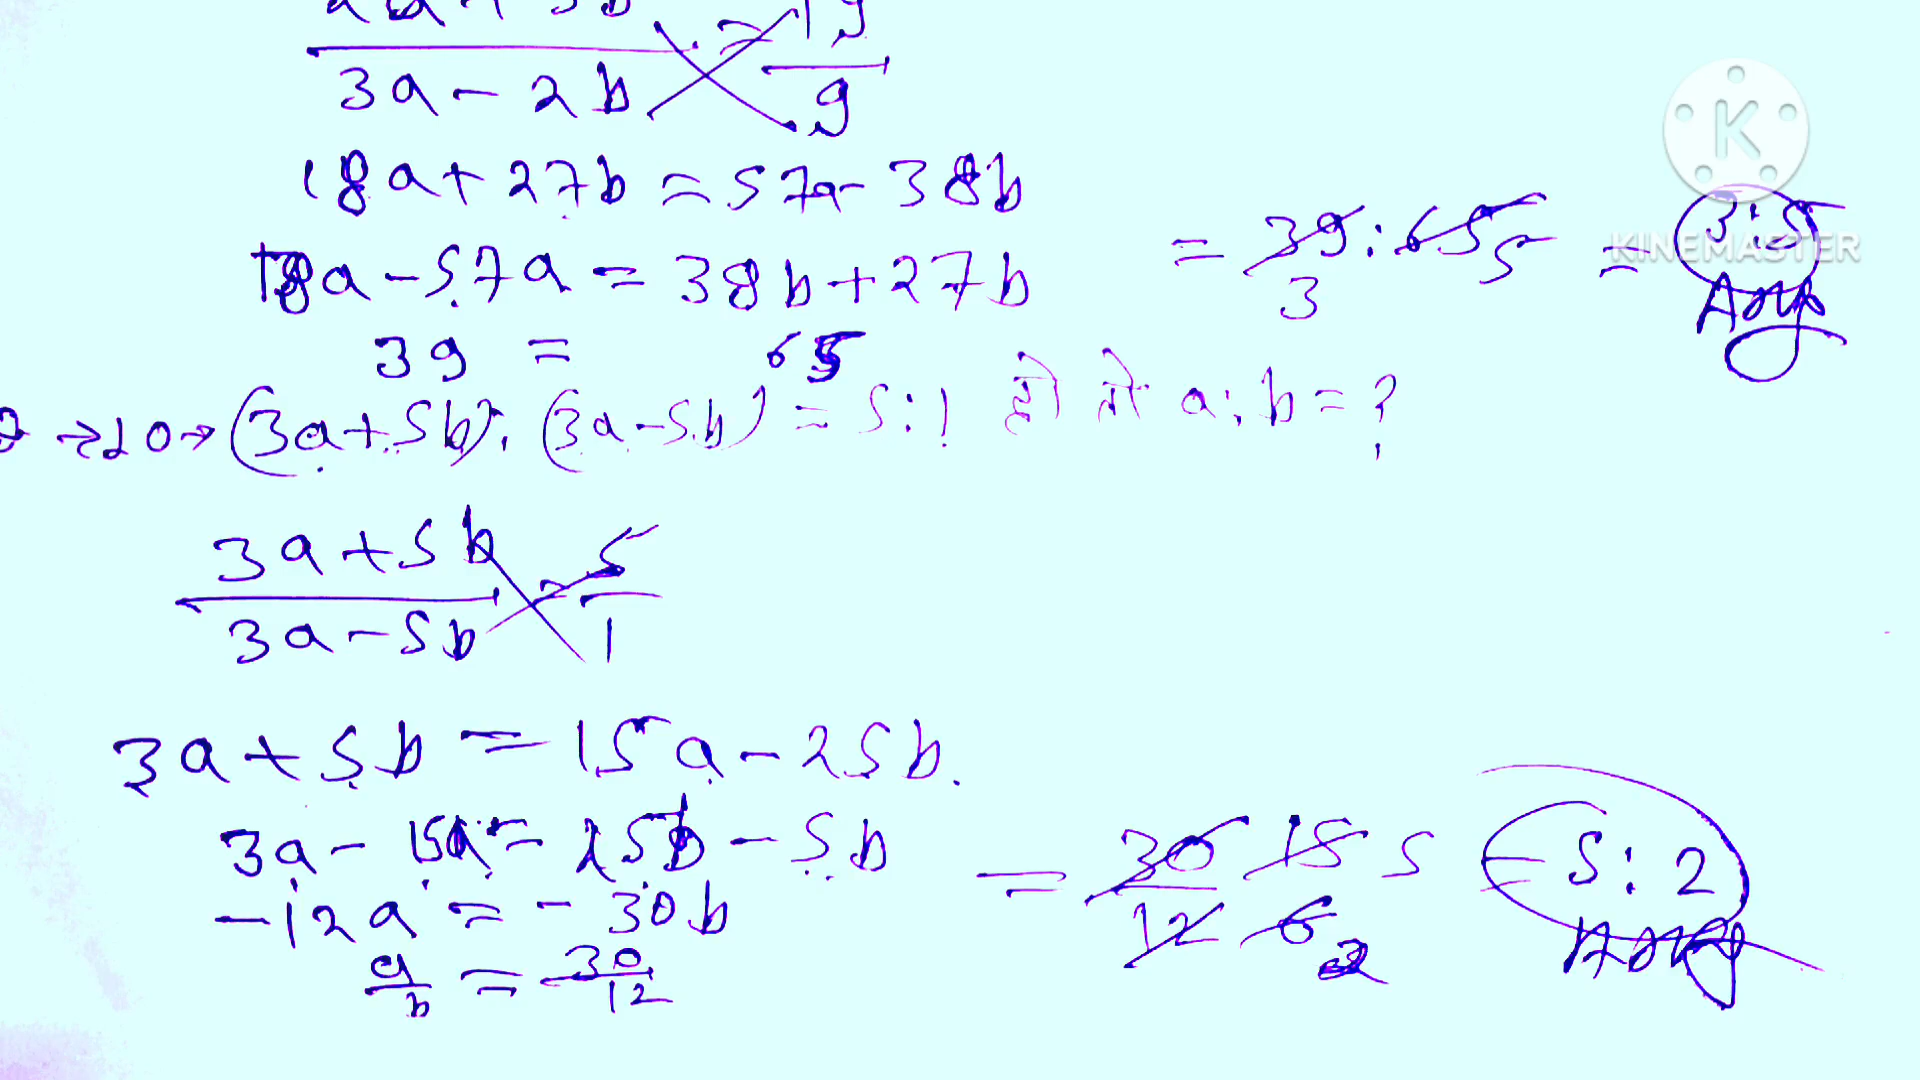 3a - 2b = 19/9
18a + 27b = 57a - 38b
18a - 57a = 38b + 27b
39 = 65
= 39 : 65 = 3:5
3 5
Ans
KINEMASTER
→20→ (3a+5b) : (3a-5b) = 5:1 हो तो a:b = ?
3a+5b / 3a-5b = 5/1
3a + 5b = 15a - 25b.
3a - 15a = 25b - 5b
-12a = -30b
a/b = 30/12
= 30/12 15/6 5/2 = 5:2
Ans